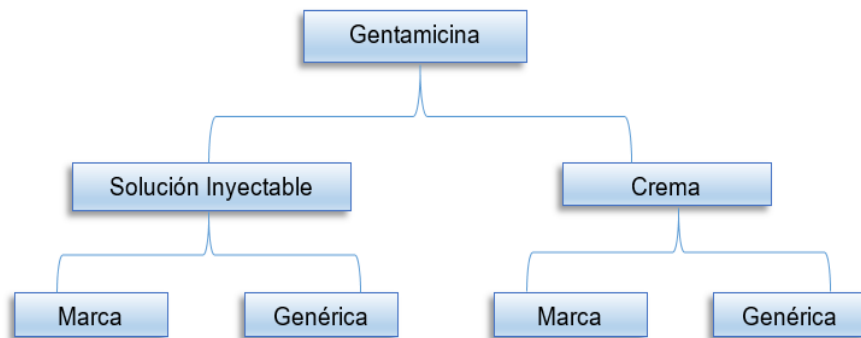 Gentamicina
Solución Inyectable
Crema
Marca
Genérica
Marca
Genérica